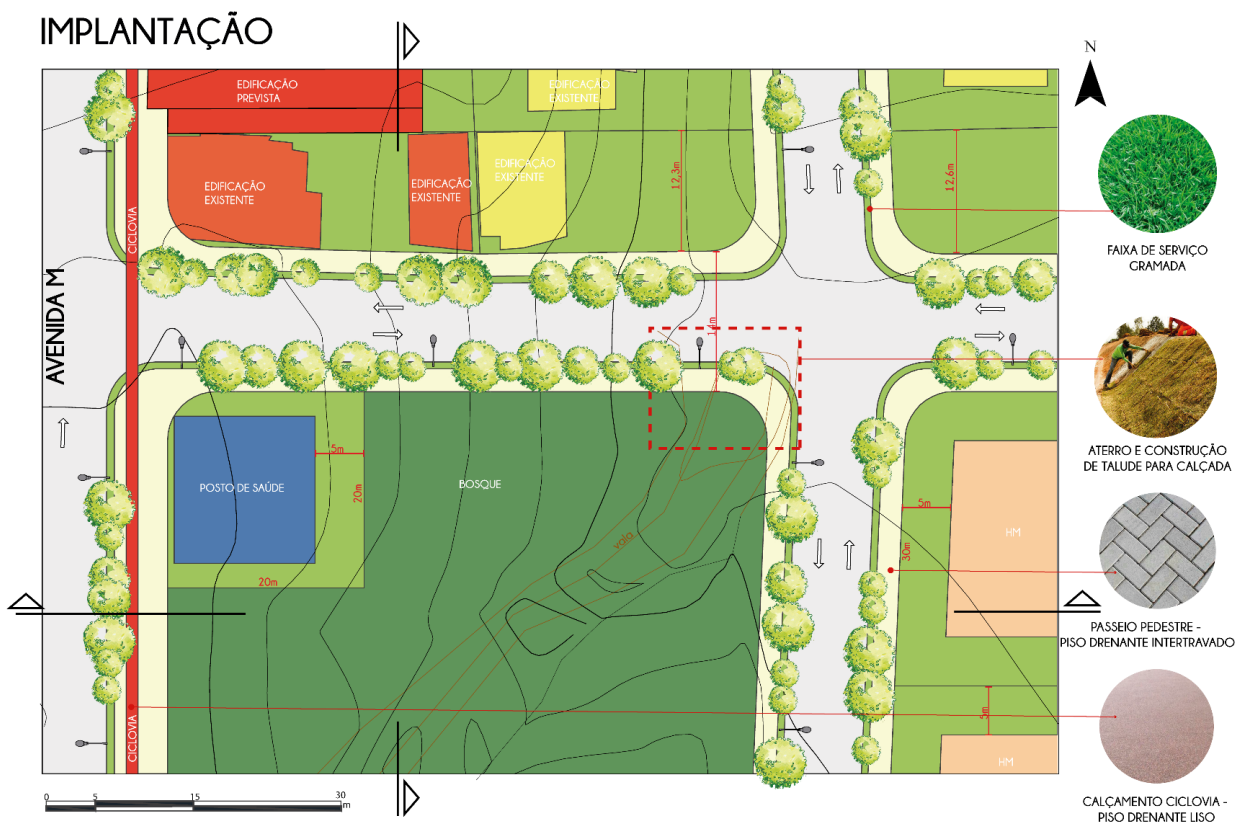 IMPLANTAÇÃO
N
EDIFICAÇÃO
PREVISTA
EDIFICAÇÃO
EXISTENTE
EDIFICAÇÃO
EXISTENTE
EDIFICAÇÃO
EXISTENTE
EDIFICAÇÃO
EXISTENTE
12,3m
12,6m
CICLOVIA
AVENIDA M
14m
FAIXA DE SERVIÇO
GRAMADA
ATERRO E CONSTRUÇÃO
DE TALUDE PARA CALÇADA
POSTO DE SAÚDE
5m
20m
20m
BOSQUE
vala
5m
30m
HM
PASSEIO PEDESTRE -
PISO DRENANTE INTERTRAVADO
CICLOVIA
5m
HM
CALÇAMENTO CICLOVIA -
PISO DRENANTE LISO
0 5 15 30
m